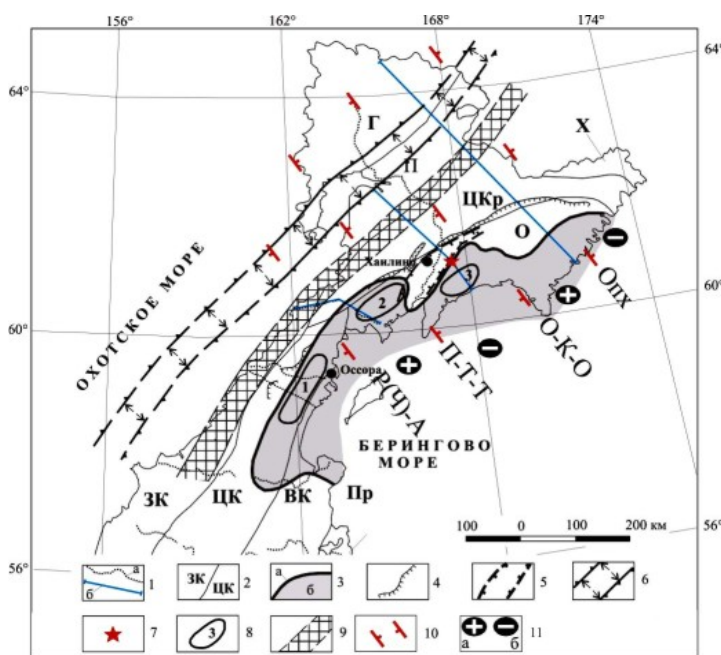 156° 162° 168° 174°
64° 64°
Х
Г
П
ЦКр
О
Хаилино
3
2
Опх
60° 60°
О-К-О
П-Т-Т
Оссора
1
Р(Ч)-А
ОХОТСКОЕ МОРЕ
БЕРИНГОВО
МОРЕ
ЗК ЦК ВК Пр
56°
100 0 100 200 км
56°
а б 1 ЗК ЦК 2 а б 3 4 5 6
7 3 8 9 10 а б 11